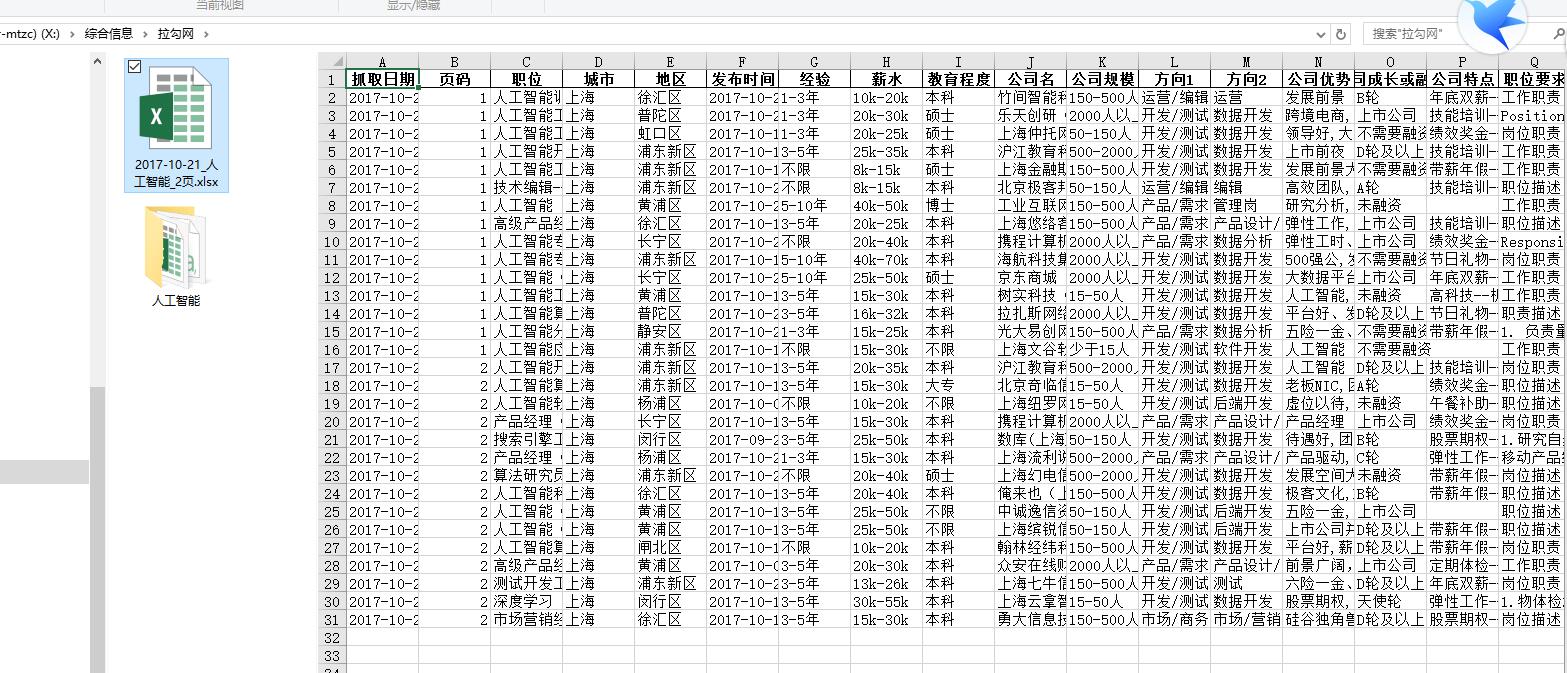 当前视图 显示/隐藏
-mtzc) (X:) › 综合信息 › 拉勾网 ›
搜索"拉勾网"
2017-10-21_人
工智能_2页.xlsx
人工智能
A B C D E F G H I J K L M N O P Q
1 抓取日期 页码 职位 城市 地区 发布时间 经验 薪水 教育程度 公司名 公司规模 方向1 方向2 公司优势 司成长或融 公司特点 职位要求
2 2017-10-2 1 人工智能 上海 徐汇区 2017-10-2 1-3年 10k-20k 本科 竹间智能科 150-500人 运营/编辑 运营 发展前景 B轮 年底双薪- 工作职责
3 2017-10-2 1 人工智能工 上海 普陀区 2017-10-2 1-3年 20k-30k 硕士 乐天创研 2000人以上 开发/测试 数据开发 跨境电商, 上市公司 技能培训- Position
4 2017-10-2 1 人工智能工 上海 虹口区 2017-10-1 1-3年 20k-25k 硕士 上海仲托网 50-150人 开发/测试 数据开发 领导好,大 不需要融资 绩效奖金- 岗位职责
5 2017-10-2 1 人工智能开 上海 浦东新区 2017-10-1 3-5年 25k-35k 本科 沪江教育科 500-2000 开发/测试 数据开发 上市前夜 D轮及以上 技能培训- 岗位职责
6 2017-10-2 1 人工智能工 上海 浦东新区 2017-10-1 不限 8k-15k 硕士 上海金融期 150-500人 开发/测试 数据开发 发展前景大 不需要融资 带薪年假- 工作职责
7 2017-10-2 1 技术编辑- 上海 浦东新区 2017-10-2 不限 8k-15k 本科 北京极客邦 50-150人 运营/编辑 编辑 高效团队, A轮 技能培训- 职位描述
8 2017-10-2 1 人工智能 上海 黄浦区 2017-10-1 5-10年 40k-50k 博士 工业互联网 150-500人 产品/需求 管理岗 研究分析, 未融资 工作职责
9 2017-10-2 1 高级产品经 上海 徐汇区 2017-10-1 3-5年 20k-25k 本科 上海悠络客 150-500人 产品/需求 产品设计/ 弹性工作, 上市公司 技能培训- 职位描述
10 2017-10-2 1 人工智能专 上海 长宁区 2017-10-2 不限 20k-40k 本科 携程计算机 2000人以上 产品/需求 数据分析 弹性工时、 上市公司 绩效奖金- Responsi
11 2017-10-2 1 人工智能专 上海 浦东新区 2017-10-1 5-10年 40k-70k 本科 海航科技集 2000人以上 开发/测试 数据开发 500强公,发 不需要融资 节日礼物- 岗位职责
12 2017-10-2 1 人工智能 上海 长宁区 2017-10-2 5-10年 25k-50k 硕士 京东商城 2000人以上 开发/测试 数据开发 大数据平台 上市公司 年底双薪- 工作职责
13 2017-10-2 1 人工智能工 上海 黄浦区 2017-10-1 3-5年 15k-30k 本科 树实科技 15-50人 开发/测试 数据开发 人工智能, 未融资 高科技--机 工作职责
14 2017-10-2 1 人工智能工 上海 普陀区 2017-10-2 3-5年 16k-32k 本科 拉扎斯网络 2000人以上 开发/测试 数据开发 平台好、发 D轮及以上 节日礼物- 职责描述
15 2017-10-2 1 人工智能分 上海 静安区 2017-10-2 1-3年 15k-25k 本科 光大易创网 150-500人 产品/需求 数据分析 五险一金、 不需要融资 带薪年假- 1. 负责量
16 2017-10-2 1 人工智能应 上海 浦东新区 2017-10-1 不限 15k-30k 不限 上海文谷软 少于15人 开发/测试 软件开发 人工智能 不需要融资 工作职责
17 2017-10-2 2 人工智能工 上海 浦东新区 2017-10-1 3-5年 20k-35k 本科 沪江教育科 500-2000 开发/测试 数据开发 人工智能 D轮及以上 技能培训- 岗位职责
18 2017-10-2 2 人工智能算 上海 浦东新区 2017-10-1 3-5年 15k-30k 大专 北京奇临信 15-50人 开发/测试 数据开发 老板NIC,团 A轮 绩效奖金- 职位描述
19 2017-10-2 2 人工智能软 上海 杨浦区 2017-10-0 不限 10k-20k 不限 上海纽罗网 15-50人 开发/测试 后端开发 虚位以待, 未融资 午餐补助- 职位描述
20 2017-10-2 2 产品经理 上海 长宁区 2017-10-1 3-5年 15k-30k 本科 携程计算机 2000人以上 产品/需求 产品设计/ 产品经理 上市公司 绩效奖金- 岗位职责
21 2017-10-2 2 搜索引擎工 上海 闵行区 2017-09-2 3-5年 25k-50k 本科 数库(上海 50-150人 开发/测试 数据开发 待遇好,团 B轮 股票期权- 1.研究自
22 2017-10-2 2 产品经理 上海 杨浦区 2017-10-2 1-3年 15k-30k 本科 上海流利说 500-2000 产品/需求 产品设计/ 产品驱动, C轮 弹性工作- 移动产品
23 2017-10-2 2 算法研究员 上海 浦东新区 2017-10-2 不限 20k-40k 硕士 上海幻电信 500-2000 开发/测试 数据开发 发展空间大 未融资 带薪年假- 岗位描述
24 2017-10-2 2 人工智能科 上海 徐汇区 2017-10-2 3-5年 20k-40k 本科 俺来也（上 150-500人 开发/测试 数据开发 极客文化, B轮 带薪年假- 职位描述
25 2017-10-2 2 人工智能 上海 黄浦区 2017-10-1 3-5年 25k-50k 不限 中诚逸信资 50-150人 开发/测试 后端开发 五险一金, 上市公司 职位描述
26 2017-10-2 2 人工智能 上海 黄浦区 2017-10-1 3-5年 25k-50k 不限 上海缤锐信 50-150人 开发/测试 后端开发 上市公司并 D轮及以上 带薪年假- 岗位描述
27 2017-10-2 2 人工智能算 上海 闸北区 2017-10-1 不限 10k-20k 本科 翰林经纬科 150-500人 开发/测试 数据开发 平台好,薪 D轮及以上 带薪年假- 岗位描述
28 2017-10-2 2 高级产品经 上海 黄浦区 2017-10-0 3-5年 20k-30k 本科 众安在线财 2000人以上 产品/需求 产品设计/ 前景广阔, 上市公司 定期体检- 工作职责
29 2017-10-2 2 测试开发工 上海 浦东新区 2017-10-2 3-5年 13k-26k 本科 上海七牛信 150-500人 开发/测试 测试 六险一金、 D轮及以上 年底双薪- 岗位职责
30 2017-10-2 2 深度学习 上海 闵行区 2017-10-1 3-5年 30k-55k 本科 上海云拿智 15-50人 开发/测试 数据开发 股票期权, 天使轮 弹性工作- 1.物体检
31 2017-10-2 2 市场营销经 上海 徐汇区 2017-10-1 3-5年 15k-30k 本科 勇大信息技 150-500人 市场/商务 市场/营销 硅谷独角兽 D轮及以上 股票期权- 岗位描述
32
33